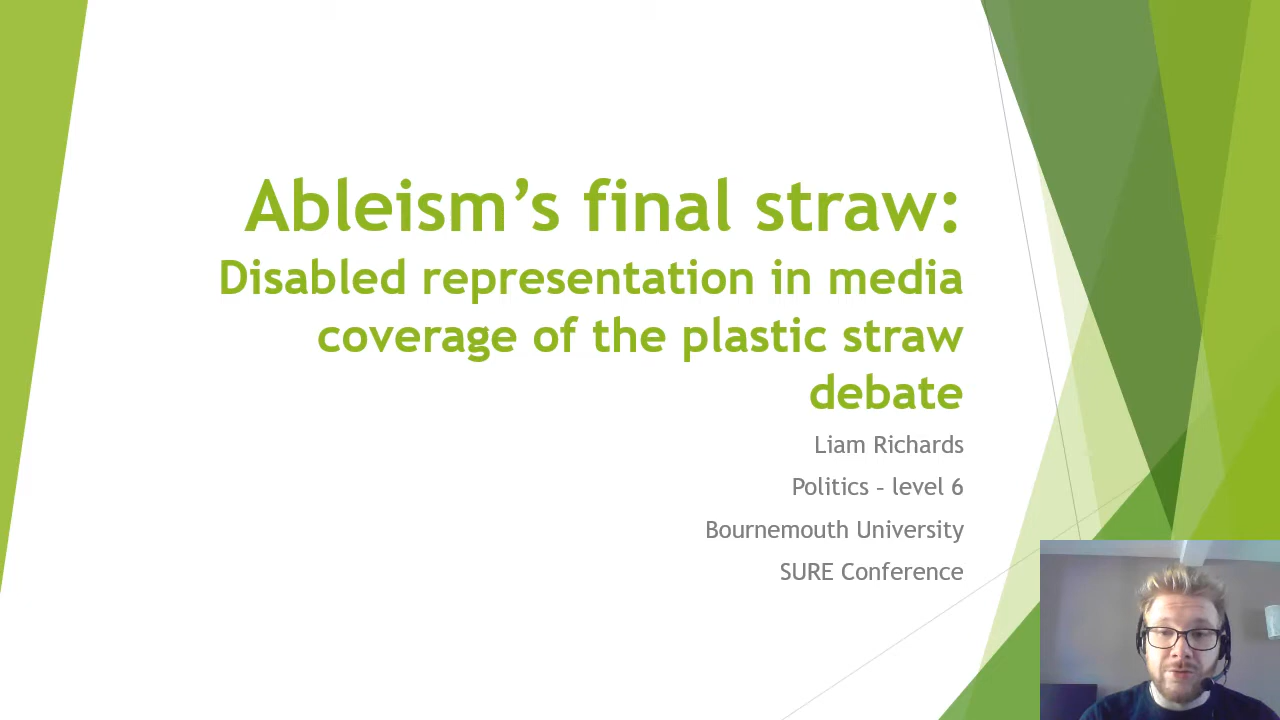 Ableism’s final straw:
Disabled representation in media
coverage of the plastic straw
debate
Liam Richards
Politics – level 6
Bournemouth University
SURE Conference